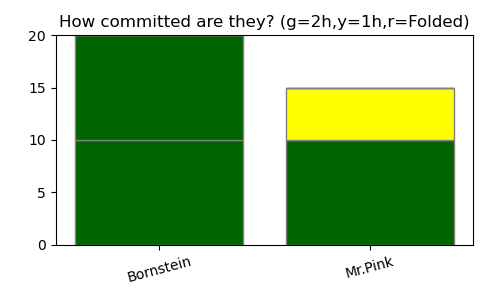 How committed are they? (g=2h,y=1h,r=Folded)
20
15
10
5
0
Bornstein
Mr.Pink